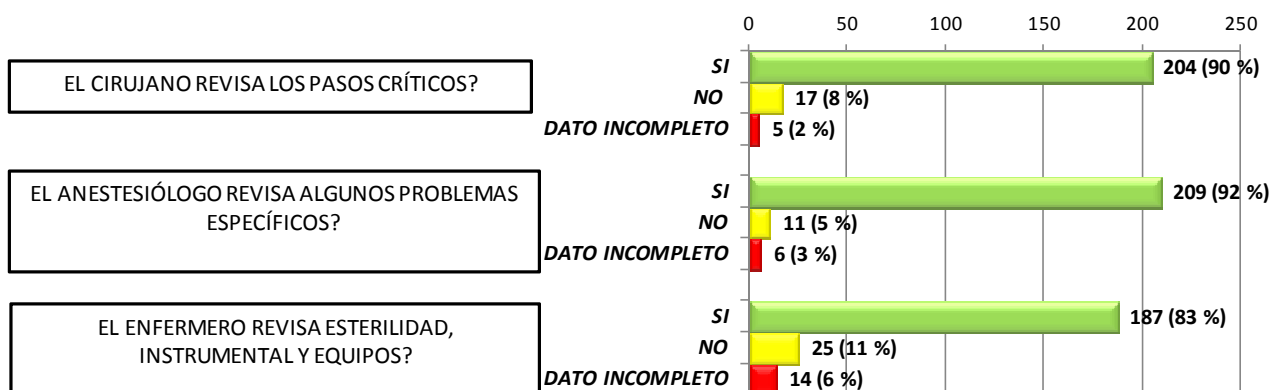 0 50 100 150 200 250
EL CIRUJANO REVISA LOS PASOS CRÍTICOS?
SI 204 (90 %)
NO 17 (8 %)
DATO INCOMPLETO 5 (2 %)
EL ANESTESIÓLOGO REVISA ALGUNOS PROBLEMAS
ESPECÍFICOS?
SI 209 (92 %)
NO 11 (5 %)
DATO INCOMPLETO 6 (3 %)
EL ENFERMERO REVISA ESTERILIDAD,
INSTRUMENTAL Y EQUIPOS?
SI 187 (83 %)
NO 25 (11 %)
DATO INCOMPLETO 14 (6 %)